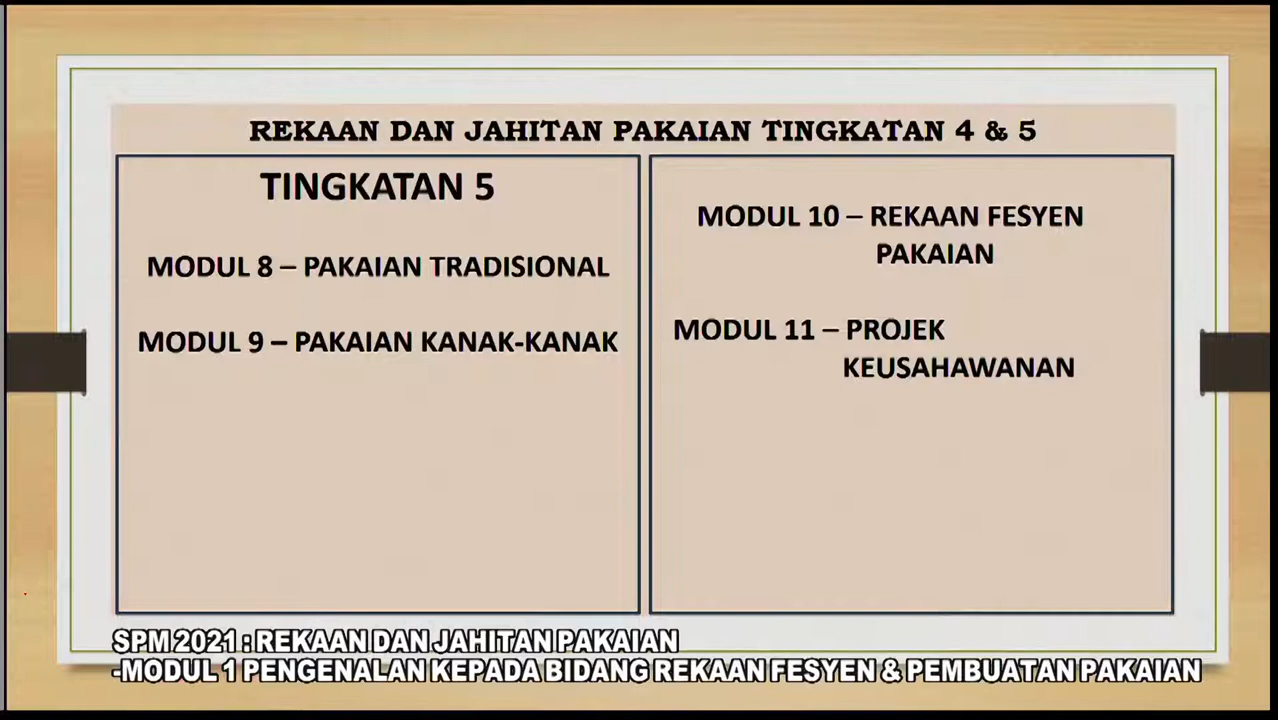 REKAAN DAN JAHITAN PAKAIAN TINGKATAN 4 & 5
TINGKATAN 5
MODUL 8 – PAKAIAN TRADISIONAL
MODUL 9 – PAKAIAN KANAK-KANAK
MODUL 10 – REKAAN FESYEN
PAKAIAN
MODUL 11 – PROJEK
KEUSAHAWANAN
SPM 2021 : REKAAN DAN JAHITAN PAKAIAN
-MODUL 1 PENGENALAN KEPADA BIDANG REKAAN FESYEN & PEMBUATAN PAKAIAN